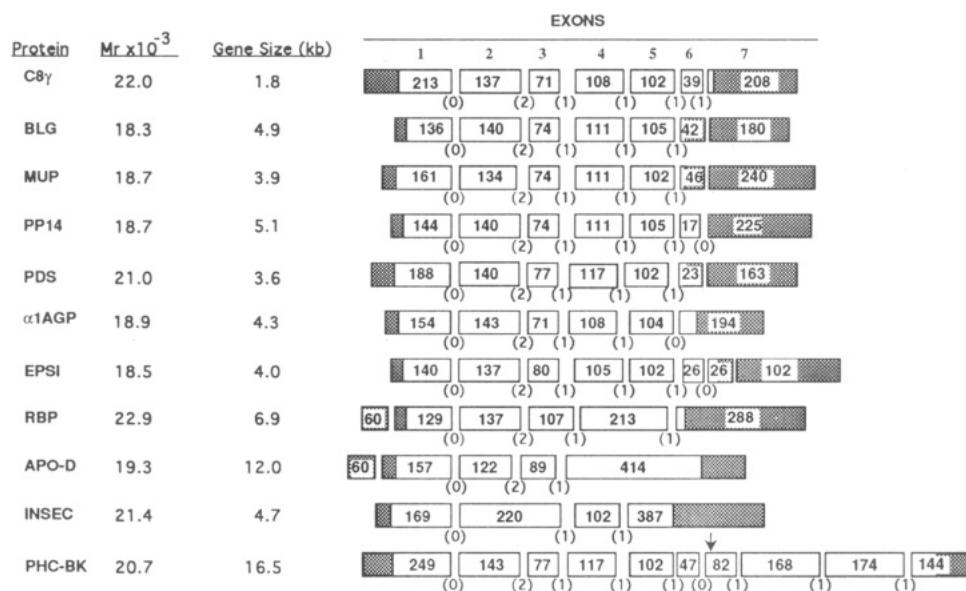 EXONS
Protein Mr x10-3 Gene Size (kb) 1 2 3 4 5 6 7
C8γ 22.0 1.8 213 137 71 108 102 39 208
(0) (2) (1) (1) (1) (1)
BLG 18.3 4.9 136 140 74 111 105 42 180
(0) (2) (1) (1) (1)
MUP 18.7 3.9 161 134 74 111 102 46 240
(0) (2) (1) (1) (1)
PP14 18.7 5.1 144 140 74 111 105 17 225
(0) (2) (1) (1) (1) (0)
PDS 21.0 3.6 188 140 77 117 102 23 163
(0) (2) (1) (1) (1)
α1AGP 18.9 4.3 154 143 71 108 104 194
(0) (2) (1) (1) (0)
EPSI 18.5 4.0 140 137 80 105 102 26 26 102
(0) (2) (1) (1) (1) (0)
RBP 22.9 6.9 60 129 137 107 213 288
(0) (2) (1) (1)
APO-D 19.3 12.0 60 157 122 89 414
(0) (2) (1)
INSEC 21.4 4.7 169 220 102 387
(0) (1) (1)
PHC-BK 20.7 16.5 249 143 77 117 102 47 82 168 174 144
(0) (2) (1) (1) (1) (0) (1) (1) (1)